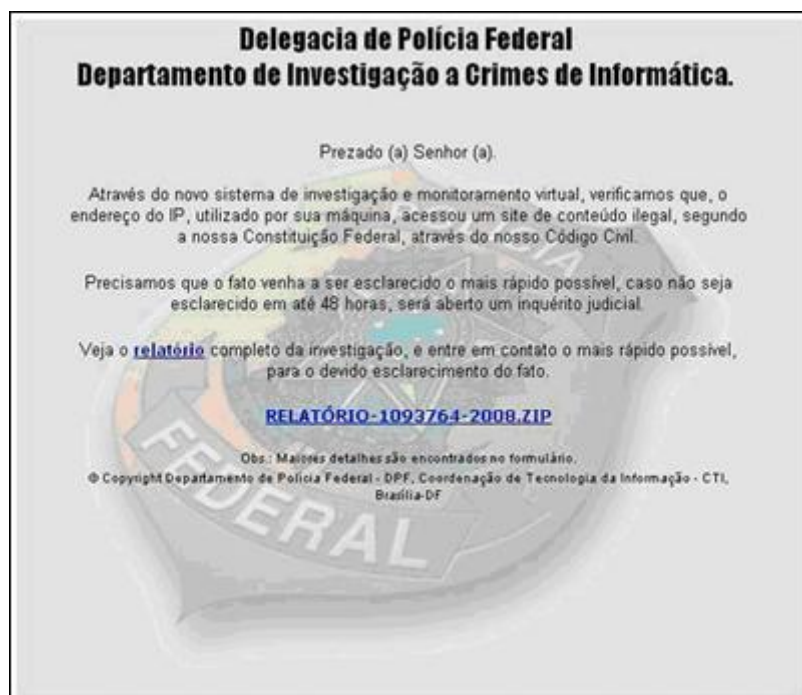 Delegacia de Polícia Federal
Departamento de Investigação a Crimes de Informática.
Prezado (a) Senhor (a).
Através do novo sistema de investigação e monitoramento virtual, verificamos que, o
endereço do IP, utilizado por sua máquina, acessou um site de conteúdo ilegal, segundo
a nossa Constituição Federal, através do nosso Código Civil.
Precisamos que o fato venha a ser esclarecido o mais rápido possível, caso não seja
esclarecido em até 48 horas, será aberto um inquérito judicial.
Veja o relatório completo da investigação, e entre em contato o mais rápido possível,
para o devido esclarecimento do fato.
RELATÓRIO-1093764-2008.ZIP
Obs.: Maiores detalhes são encontrados no formulário.
© Copyright Departamento de Polícia Federal - DPF, Coordenação de Tecnologia da Informação - CTI,
Brasília-DF
POLÍCIA
FEDERAL